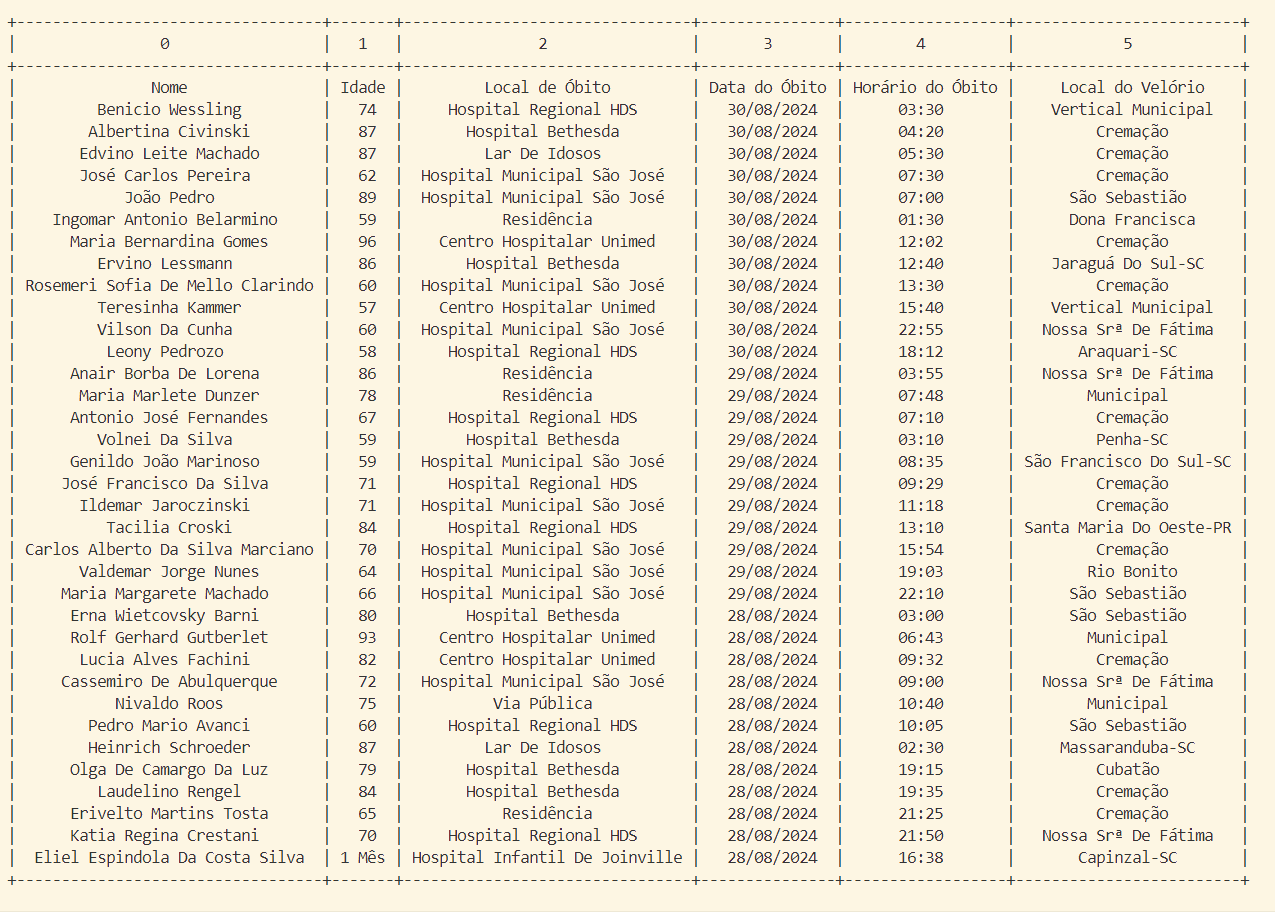 0 1 2 3 4 5
Nome Idade Local de Óbito Data do Óbito Horário do Óbito Local do Velório
Benicio Wessling 74 Hospital Regional HDS 30/08/2024 03:30 Vertical Municipal
Albertina Civinski 87 Hospital Bethesda 30/08/2024 04:20 Cremação
Edvino Leite Machado 87 Lar De Idosos 30/08/2024 05:30 Cremação
José Carlos Pereira 62 Hospital Municipal São José 30/08/2024 07:30 Cremação
João Pedro 89 Hospital Municipal São José 30/08/2024 07:00 São Sebastião
Ingomar Antonio Belarmino 59 Residência 30/08/2024 01:30 Dona Francisca
Maria Bernardina Gomes 96 Centro Hospitalar Unimed 30/08/2024 12:02 Cremação
Ervino Lessmann 86 Hospital Bethesda 30/08/2024 12:40 Jaraguá Do Sul-SC
Rosemeri Sofia De Mello Clarindo 60 Hospital Municipal São José 30/08/2024 13:30 Cremação
Teresinha Kammer 57 Centro Hospitalar Unimed 30/08/2024 15:40 Vertical Municipal
Vilson Da Cunha 60 Hospital Municipal São José 30/08/2024 22:55 Nossa Srª De Fátima
Leony Pedrozo 58 Hospital Regional HDS 30/08/2024 18:12 Araquari-SC
Anair Borba De Lorena 86 Residência 29/08/2024 03:55 Nossa Srª De Fátima
Maria Marlete Dunzer 78 Residência 29/08/2024 07:48 Municipal
Antonio José Fernandes 67 Hospital Regional HDS 29/08/2024 07:10 Cremação
Volnei Da Silva 59 Hospital Bethesda 29/08/2024 03:10 Penha-SC
Genildo João Marinoso 59 Hospital Municipal São José 29/08/2024 08:35 São Francisco Do Sul-SC
José Francisco Da Silva 71 Hospital Regional HDS 29/08/2024 09:29 Cremação
Ildemar Jaroczinski 71 Hospital Municipal São José 29/08/2024 11:18 Cremação
Tacilia Croski 84 Hospital Regional HDS 29/08/2024 13:10 Santa Maria Do Oeste-PR
Carlos Alberto Da Silva Marciano 70 Hospital Municipal São José 29/08/2024 15:54 Cremação
Valdemar Jorge Nunes 64 Hospital Municipal São José 29/08/2024 19:03 Rio Bonito
Maria Margarete Machado 66 Hospital Municipal São José 29/08/2024 22:10 São Sebastião
Erna Wietcovsky Barni 80 Hospital Bethesda 28/08/2024 03:00 São Sebastião
Rolf Gerhard Gutberlet 93 Centro Hospitalar Unimed 28/08/2024 06:43 Municipal
Lucia Alves Fachini 82 Centro Hospitalar Unimed 28/08/2024 09:32 Cremação
Cassemiro De Abulquerque 72 Hospital Municipal São José 28/08/2024 09:00 Nossa Srª De Fátima
Nivaldo Roos 75 Via Pública 28/08/2024 10:40 Municipal
Pedro Mario Avanci 60 Hospital Regional HDS 28/08/2024 10:05 São Sebastião
Heinrich Schroeder 87 Lar De Idosos 28/08/2024 02:30 Massaranduba-SC
Olga De Camargo Da Luz 79 Hospital Bethesda 28/08/2024 19:15 Cubatão
Laudelino Rengel 84 Hospital Bethesda 28/08/2024 19:35 Cremação
Erivelto Martins Tosta 65 Residência 28/08/2024 21:25 Cremação
Katia Regina Crestani 70 Hospital Regional HDS 28/08/2024 21:50 Nossa Srª De Fátima
Eliel Espindola Da Costa Silva 1 Mês Hospital Infantil De Joinville 28/08/2024 16:38 Capinzal-SC